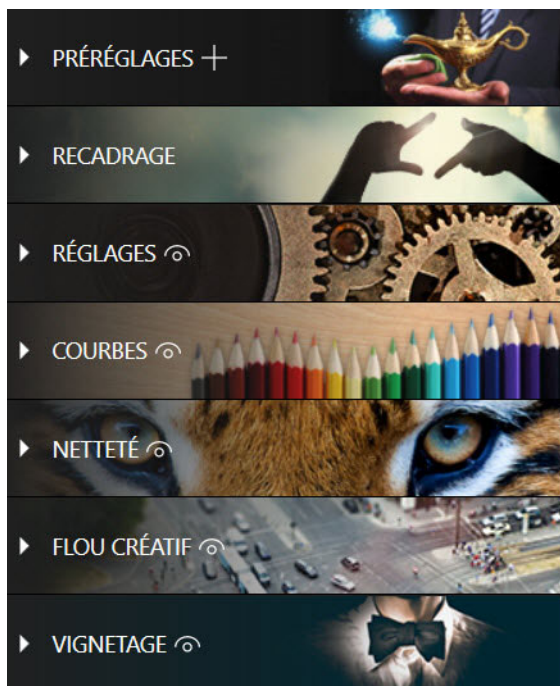 PRÉRÉGLAGES
RECADRAGE
RÉGLAGES
COURBES
NETTETÉ
FLOU CRÉATIF
VIGNETAGE